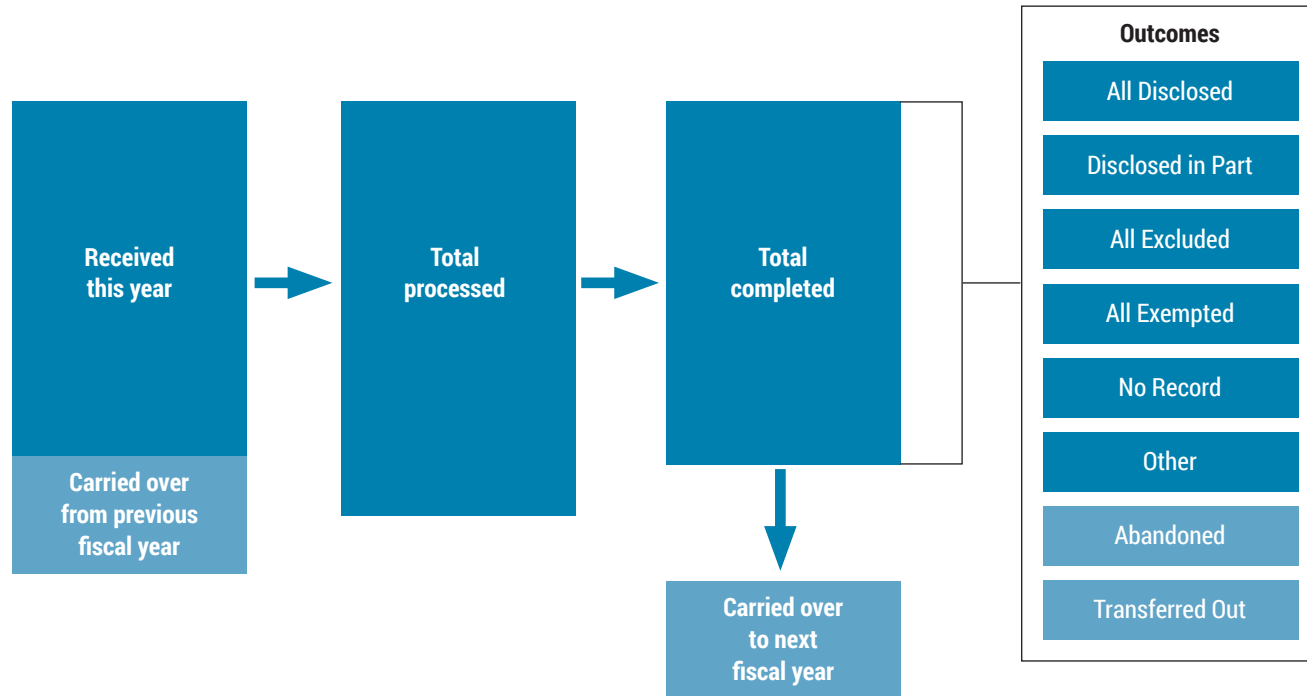 Received
this year
Carried over
from previous
fiscal year
Total
processed
Total
completed
Carried over
to next
fiscal year
Outcomes
All Disclosed
Disclosed in Part
All Excluded
All Exempted
No Record
Other
Abandoned
Transferred Out